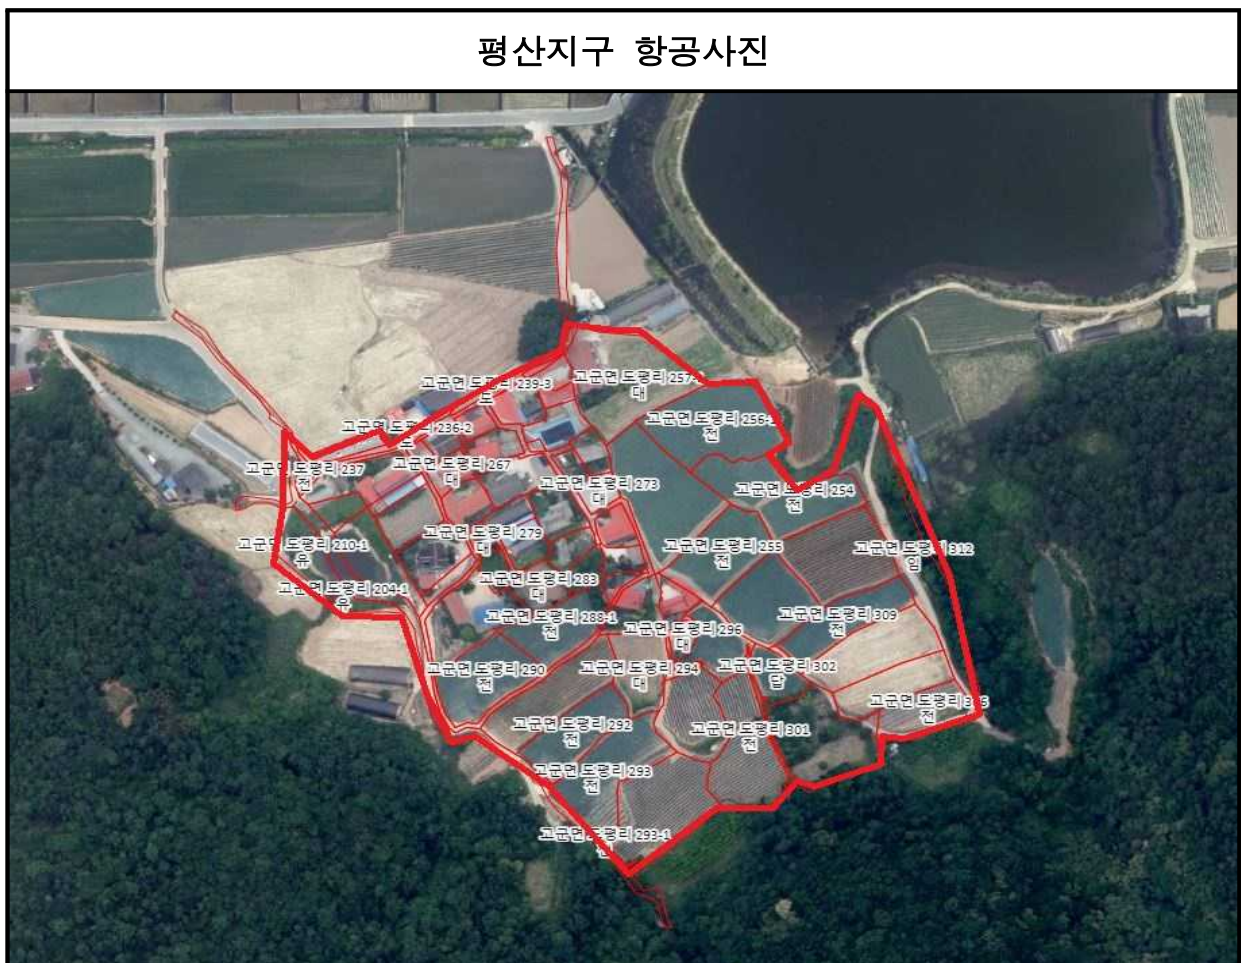 평산지구 항공사진
고군면 도평리 257-
대
고군면 도평리 239-3
도
고군면 도평리 256-
전
고군면 도평리 236-2
도
고군면 도평리 237
전
고군면 도평리 267
대
고군면 도평리 273
대
고군면 도평리 254
전
고군면 도평리 279
대
고군면 도평리 210-1
유
고군면 도평리 255
전
고군면 도평리 312
임
고군면 도평리 204-1
유
고군면 도평리 283
대
고군면 도평리 288-1
전
고군면 도평리 309
전
고군면 도평리 296
대
고군면 도평리 290
전
고군면 도평리 294
대
고군면 도평리 302
답
고군면 도평리
전
고군면 도평리 292
전
고군면 도평리 301
전
고군면 도평리 293
전
고군면 도평리 293-1
전